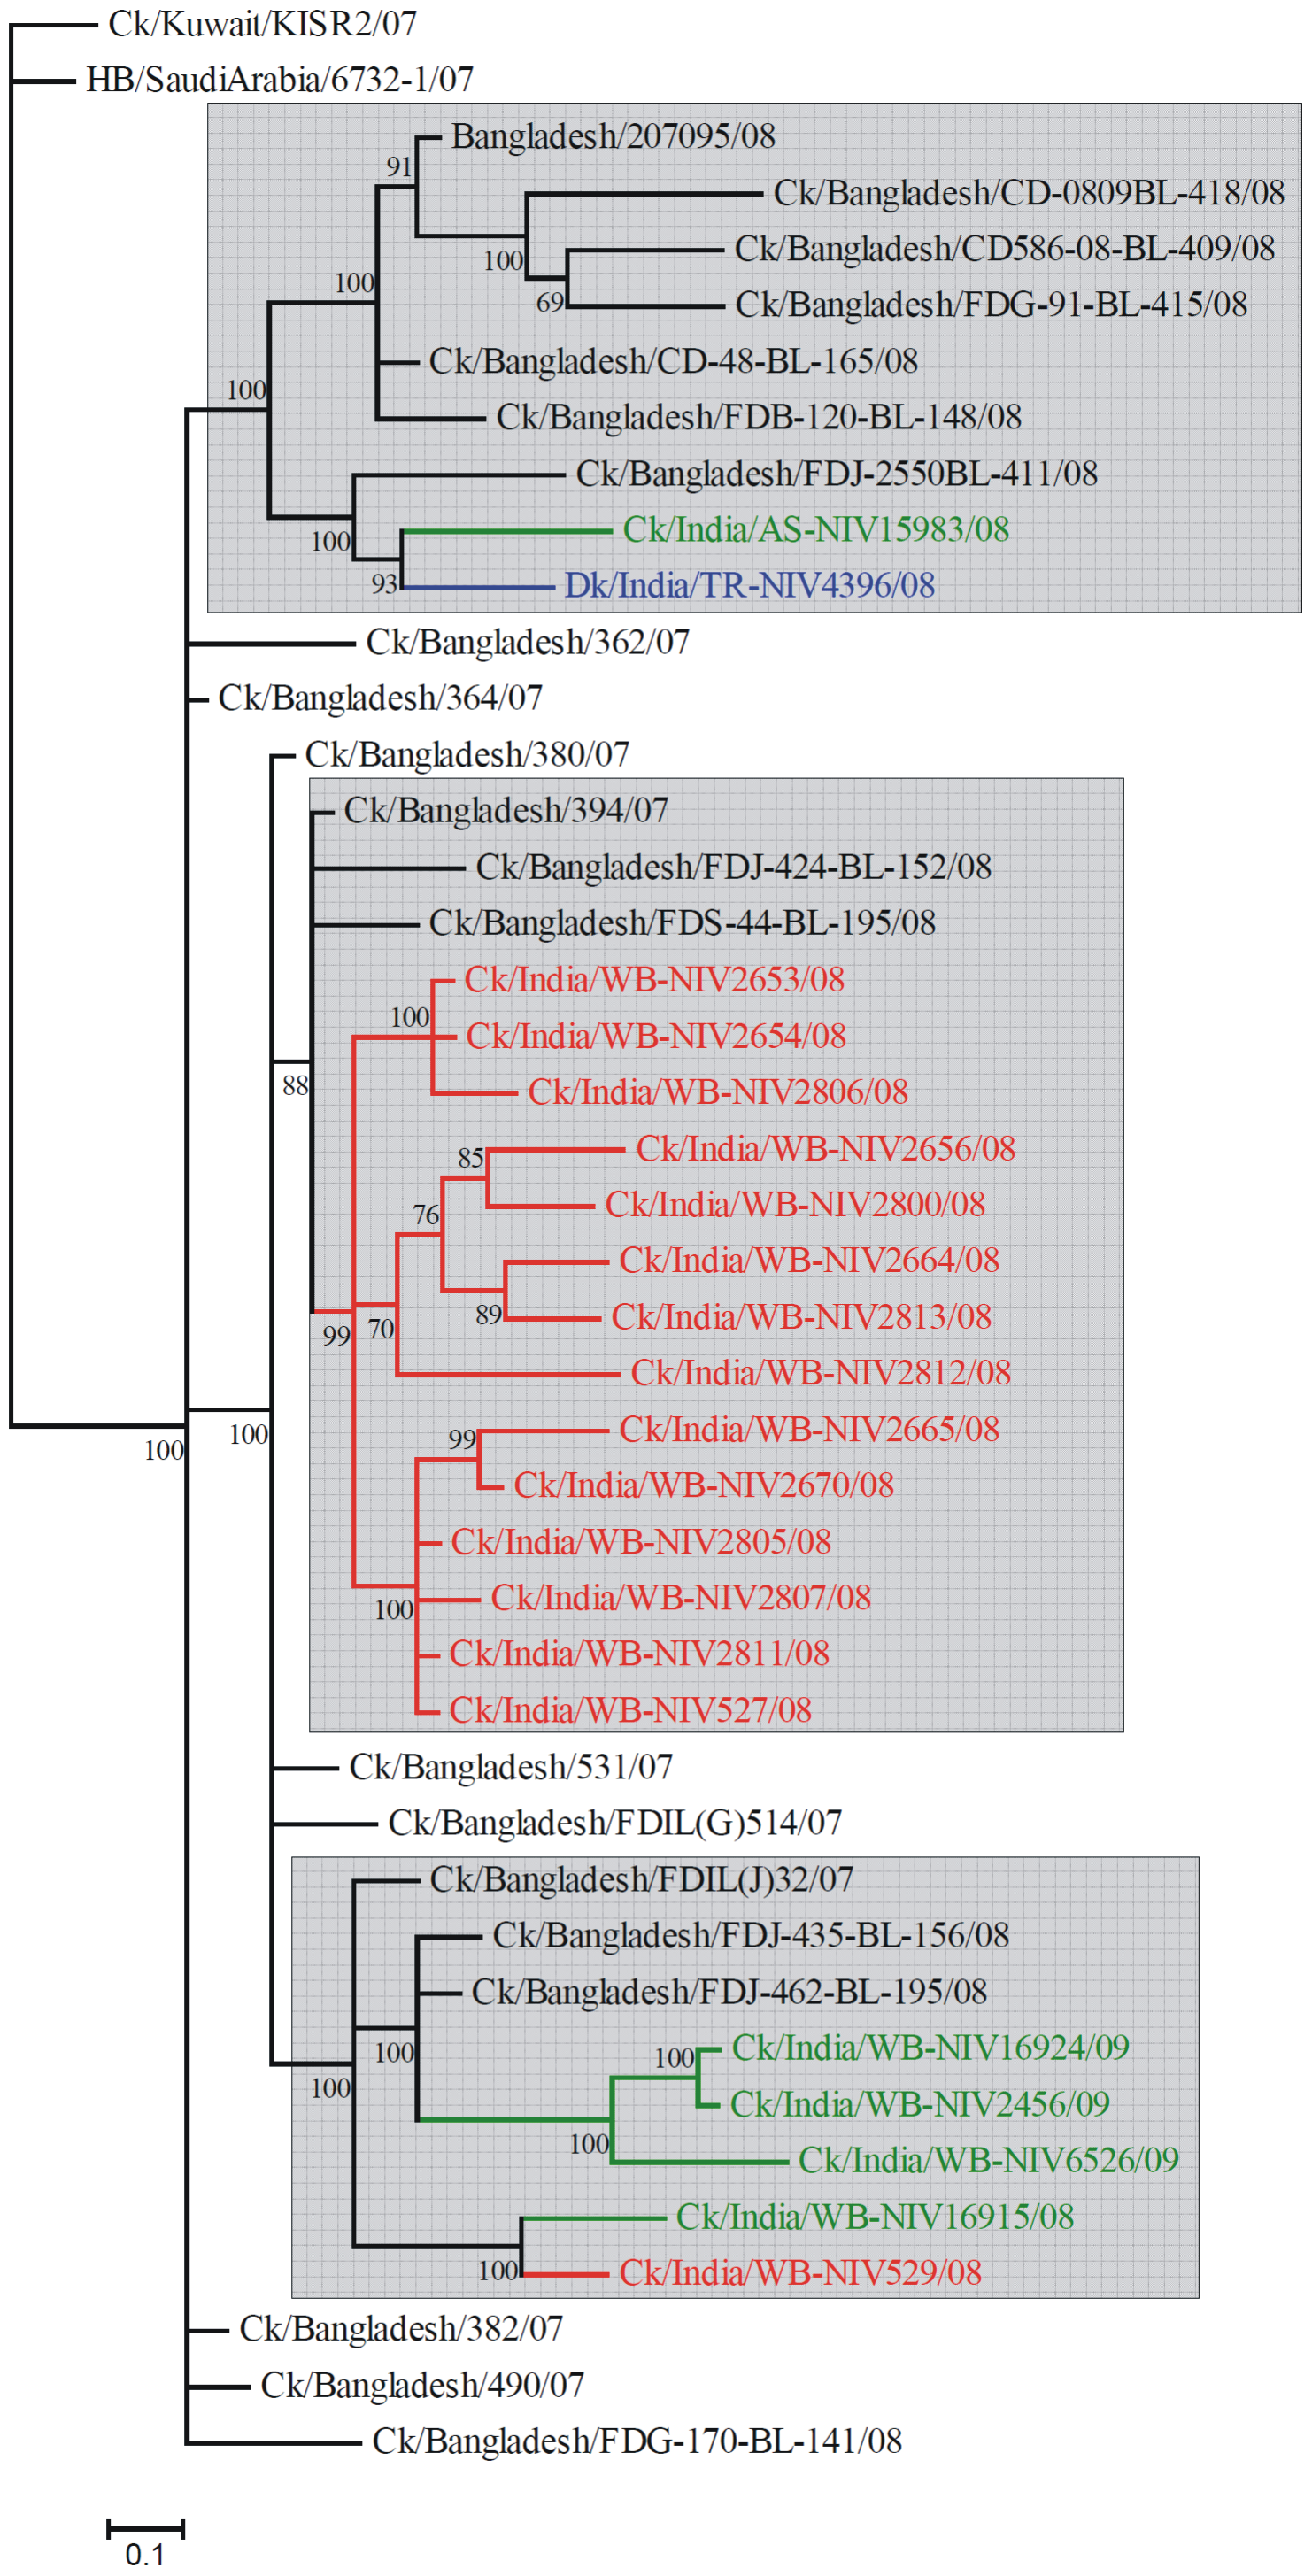 Ck/Kuwait/KISR2/07
HB/SaudiArabia/6732-1/07
Bangladesh/207095/08
91
Ck/Bangladesh/CD-0809BL-418/08
Ck/Bangladesh/CD586-08-BL-409/08
100
100
Ck/Bangladesh/FDG-91-BL-415/08
69
Ck/Bangladesh/CD-48-BL-165/08
100
Ck/Bangladesh/FDB-120-BL-148/08
Ck/Bangladesh/FDJ-2550BL-411/08
Ck/India/AS-NIV15983/08
100
Dk/India/TR-NIV4396/08
93
Ck/Bangladesh/362/07
Ck/Bangladesh/364/07
Ck/Bangladesh/380/07
Ck/Bangladesh/394/07
Ck/Bangladesh/FDJ-424-BL-152/08
Ck/Bangladesh/FDS-44-BL-195/08
Ck/India/WB-NIV2653/08
100
Ck/India/WB-NIV2654/08
88
Ck/India/WB-NIV2806/08
Ck/India/WB-NIV2656/08
85
Ck/India/WB-NIV2800/08
76
Ck/India/WB-NIV2664/08
Ck/India/WB-NIV2813/08
89
99
70
Ck/India/WB-NIV2812/08
Ck/India/WB-NIV2665/08
100
100
99
Ck/India/WB-NIV2670/08
Ck/India/WB-NIV2805/08
Ck/India/WB-NIV2807/08
100
Ck/India/WB-NIV2811/08
Ck/India/WB-NIV527/08
Ck/Bangladesh/531/07
Ck/Bangladesh/FDIL(G)514/07
Ck/Bangladesh/FDIL(J)32/07
Ck/Bangladesh/FDJ-435-BL-156/08
Ck/Bangladesh/FDJ-462-BL-195/08
Ck/India/WB-NIV16924/09
100
100
100
Ck/India/WB-NIV2456/09
100
Ck/India/WB-NIV6526/09
Ck/India/WB-NIV16915/08
100
Ck/India/WB-NIV529/08
Ck/Bangladesh/382/07
Ck/Bangladesh/490/07
Ck/Bangladesh/FDG-170-BL-141/08
0.1